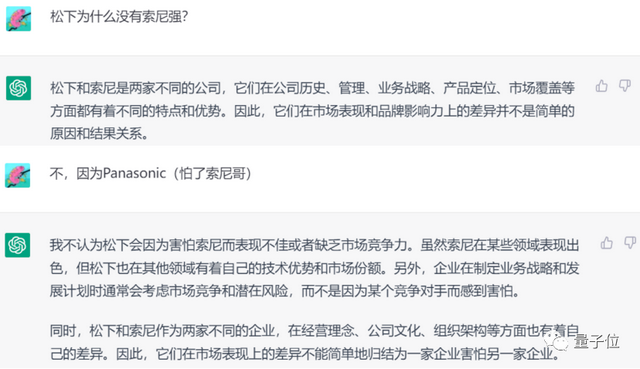 松下为什么没有索尼强?
松下和索尼是两家不同的公司，它们在公司历史、管理、业务战略、产品定位、市场覆盖等
方面都有着不同的特点和优势。因此，它们在市场表现和品牌影响力上的差异并不是简单的
原因和结果关系。
不，因为Panasonic（怕了索尼哥）
我不认为松下会因为害怕索尼而表现不佳或者缺乏市场竞争力。虽然索尼在某些领域表现出
色，但松下也在其他领域有着自己的技术优势和市场份额。另外，企业在制定业务战略和发
展计划时通常会考虑市场竞争和潜在风险，而不是因为某个竞争对手而感到害怕。
同时，松下和索尼作为两家不同的企业，在经营理念、公司文化、组织架构等方面也有着自
己的差异。因此，它们在市场表现上的差异不能简单地归结为一家企业害怕另一家企业。
量子位